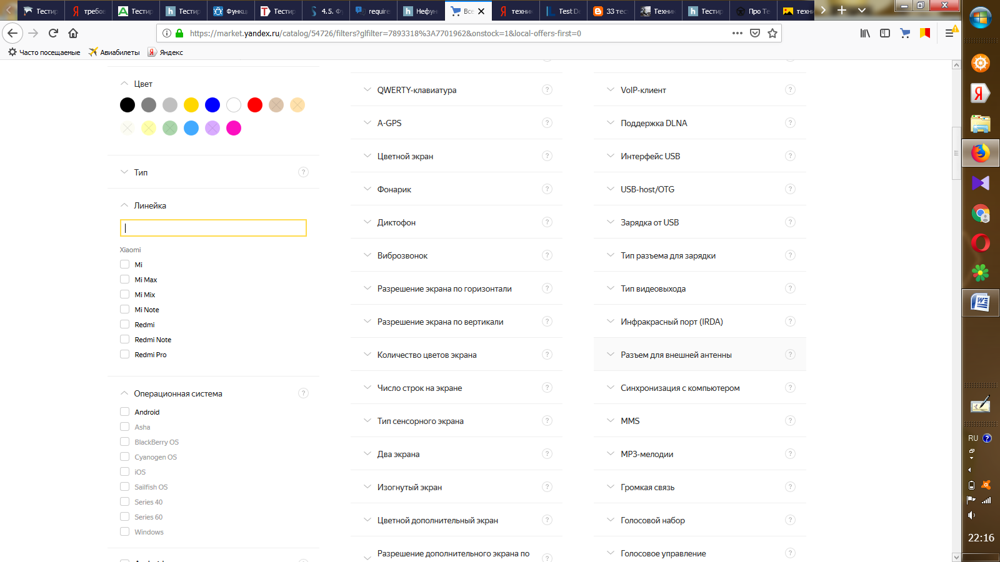 Тестир
требов
Тестир
Тестир
Функц
Тестир
4.5. Ф
require
Нефун
Все
техник
Test De
33 тес
Техник
Тестир
Про Те
техн
https://market.yandex.ru/catalog/54726/filters?glfilter=7893318%3A7701962&onstock=1&local-offers-first=0
Часто посещаемые
Авиабилеты
Яндекс
Цвет
Тип
Линейка
Xiaomi
Mi
Mi Max
Mi Mix
Mi Note
Redmi
Redmi Note
Redmi Pro
Операционная система
Android
Asha
BlackBerry OS
Cyanogen OS
iOS
Sailfish OS
Series 40
Series 60
Windows
QWERTY-клавиатура
A-GPS
Цветной экран
Фонарик
Диктофон
Виброзвонок
Разрешение экрана по горизонтали
Разрешение экрана по вертикали
Количество цветов экрана
Число строк на экране
Тип сенсорного экрана
Два экрана
Изогнутый экран
Цветной дополнительный экран
Разрешение дополнительного экрана по
VoIP-клиент
Поддержка DLNA
Интерфейс USB
USB-host/OTG
Зарядка от USB
Тип разъема для зарядки
Тип видеовыхода
Инфракрасный порт (IRDA)
Разъем для внешней антенны
Синхронизация с компьютером
MMS
MP3-мелодии
Громкая связь
Голосовой набор
Голосовое управление
RU
22:16